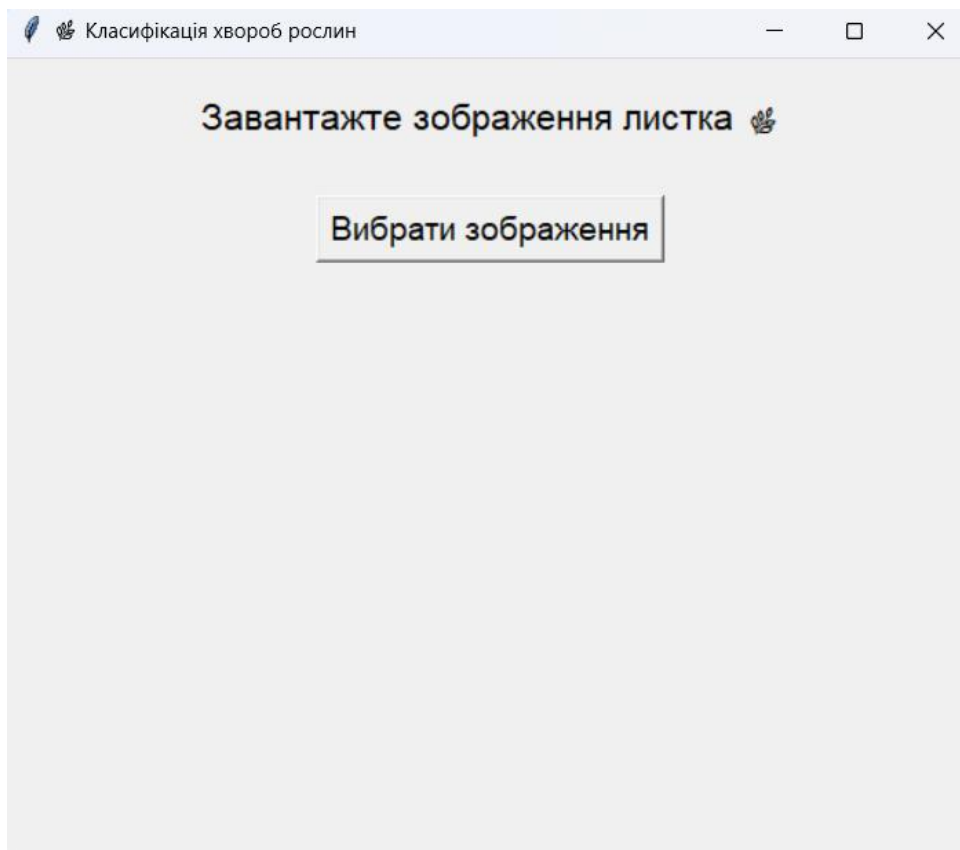 🌿 Класифікація хвороб рослин
Завантажте зображення листка 🌿
Вибрати зображення